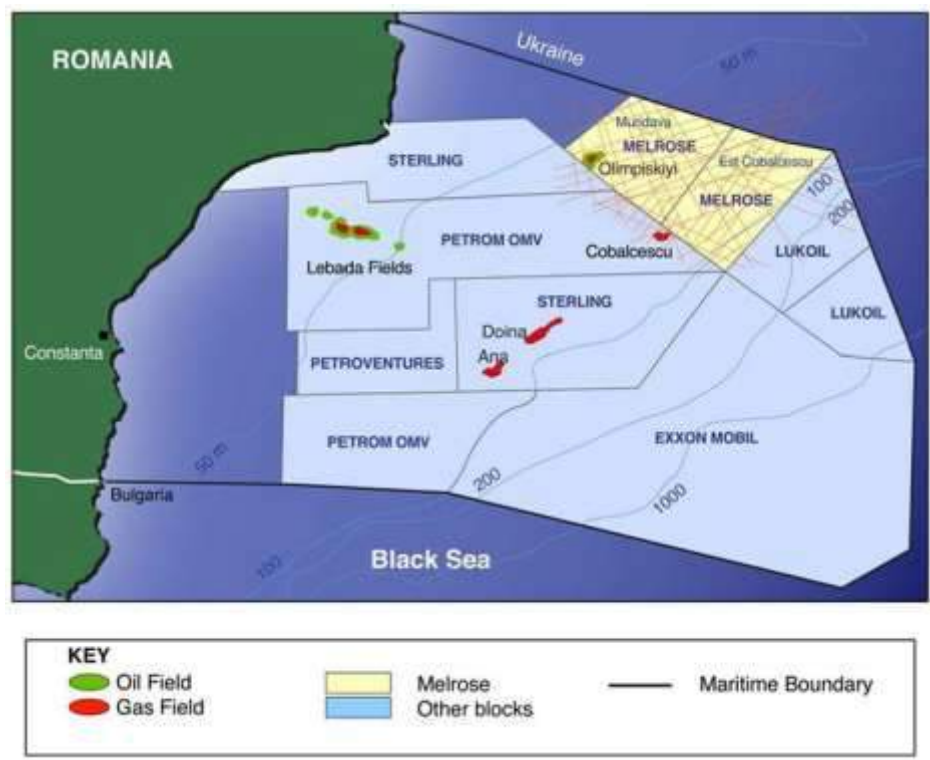 ROMANIA
Ukraine
50 m
Mundava
MELROSE
Olimpiskiyi
Est Cobalcescu
MELROSE
100
200
STERLING
PETROM OMV
Cobalcescu
LUKOIL
Lebada Fields
STERLING
LUKOIL
Doina
Constanta
Ana
PETROVENTURES
PETROM OMV
EXXON MOBIL
50 m
200
1000
Bulgaria
100
Black Sea
KEY
Oil Field
Gas Field
Melrose
Other blocks
Maritime Boundary